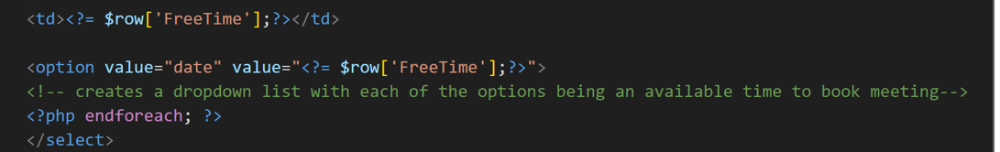 <td><?= $row['FreeTime'];?></td>
<option value="date" value="<?= $row['FreeTime'];?>">
<!-- creates a dropdown list with each of the options being an available time to book meeting-->
<?php endforeach; ?>
</select>